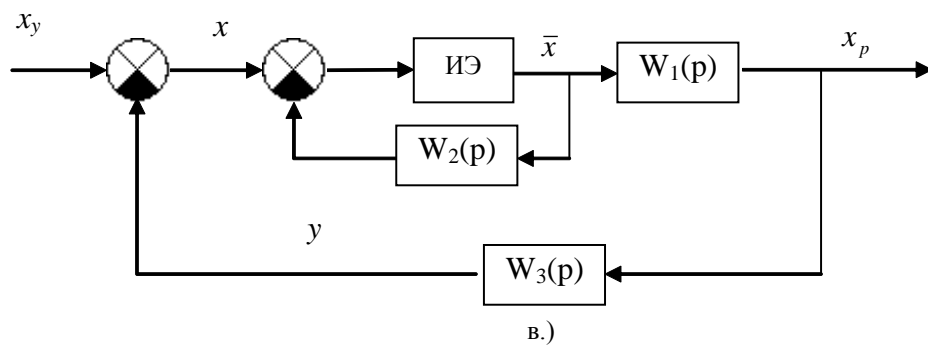 x_y
x
ИЭ
x̄
W₁(p)
x_p
W₂(p)
y
W₃(p)
в.)